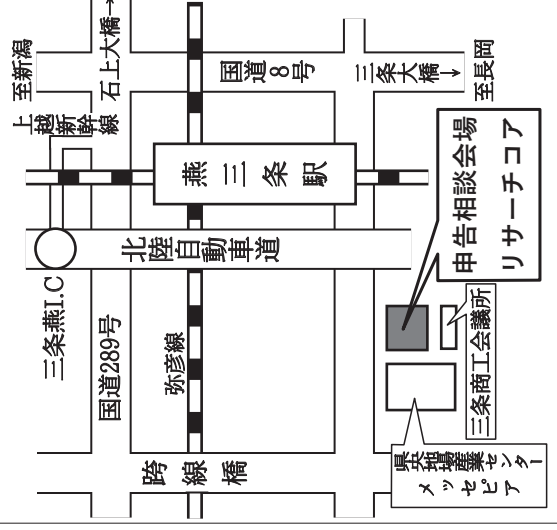 至新潟
石上大橋→
国道8号
三条大橋→
至長岡
上越新幹線
燕三条駅
申告相談会場
リサーチコア
北陸自動車道
三条燕I.C
国道289号
弥彦線
三条商工会議所
跨線橋
県央地場産業センター
メッセピア